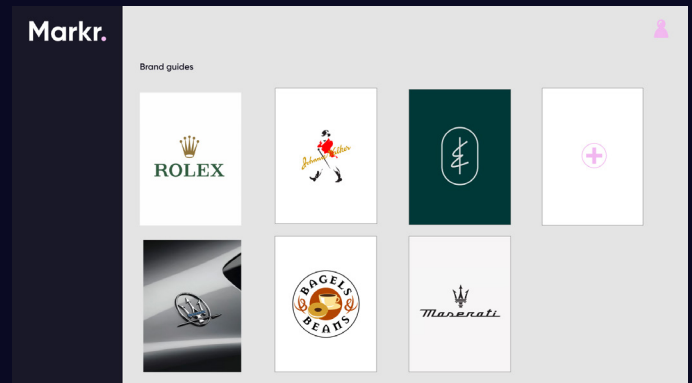 Markr.
Brand guides
ROLEX
Johnnie Walker
BAGELS
BEANS
Maserati